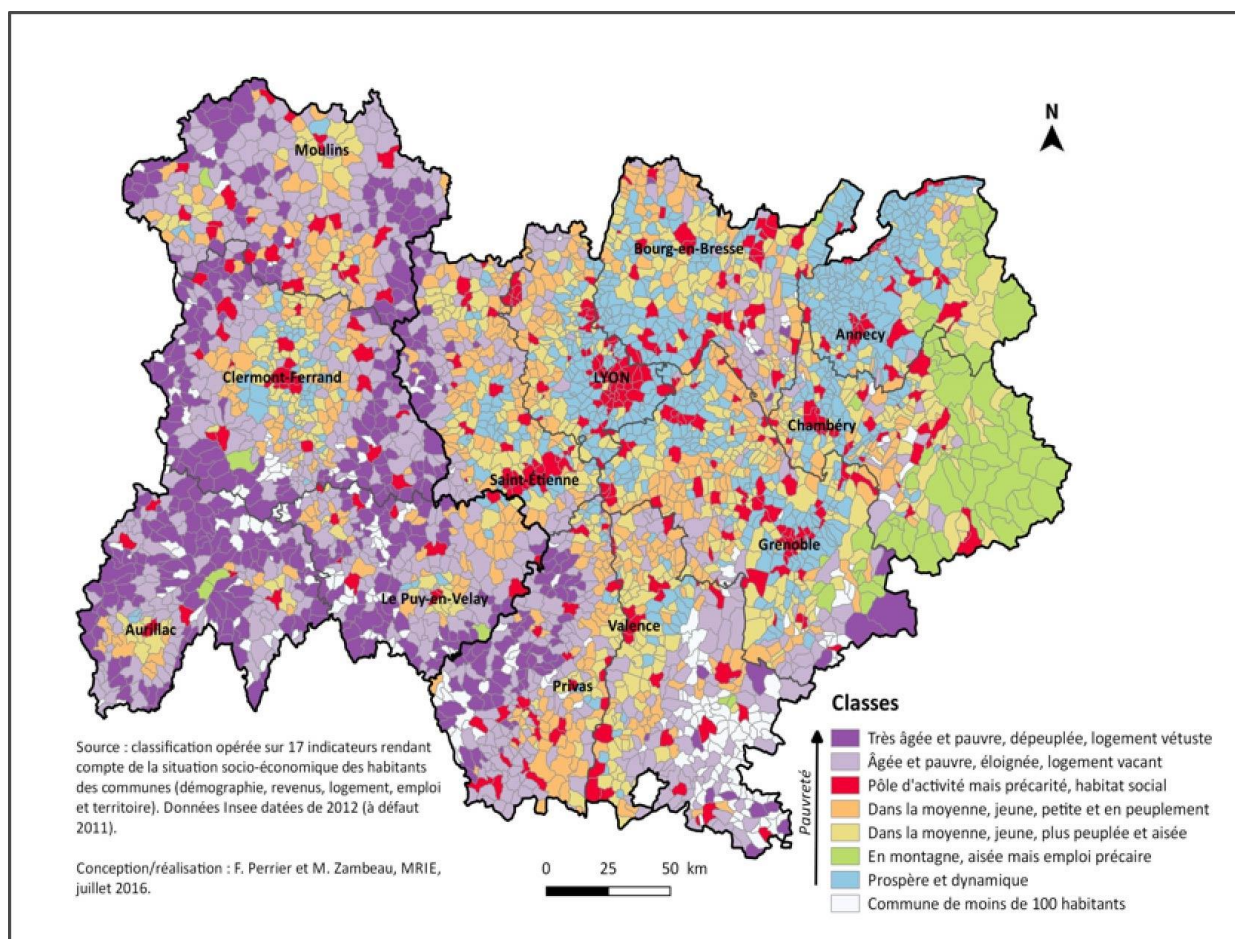 N
Moulins
Bourg-en-Bresse
Annecy
Clermont-Ferrand
LYON
Chambéry
Saint-Étienne
Grenoble
Le Puy-en-Velay
Aurillac
Valence
Privas
Source : classification opérée sur 17 indicateurs rendant
compte de la situation socio-économique des habitants
des communes (démographie, revenus, logement, emploi
et territoire). Données Insee datées de 2012 (à défaut
2011).
Conception/réalisation : F. Perrier et M. Zambeau, MRIE,
juillet 2016.
0 25 50 km
Classes
Pauvreté
Très âgée et pauvre, dépeuplée, logement vétuste
Âgée et pauvre, éloignée, logement vacant
Pôle d'activité mais précarité, habitat social
Dans la moyenne, jeune, petite et en peuplement
Dans la moyenne, jeune, plus peuplée et aisée
En montagne, aisée mais emploi précaire
Prospère et dynamique
Commune de moins de 100 habitants